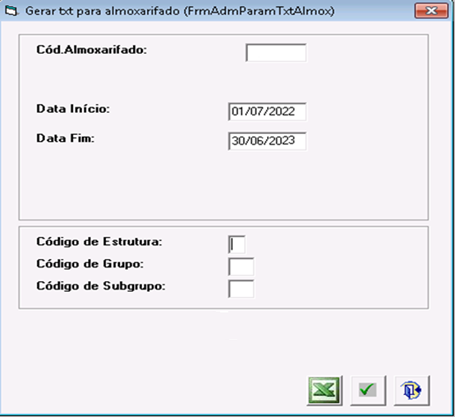 Gerar txt para almoxarifado (FrmAdmParamTxtAlmox)
Cód.Almoxarifado:
Data Início: 01/07/2022
Data Fim: 30/06/2023
Código de Estrutura:
Código de Grupo:
Código de Subgrupo: